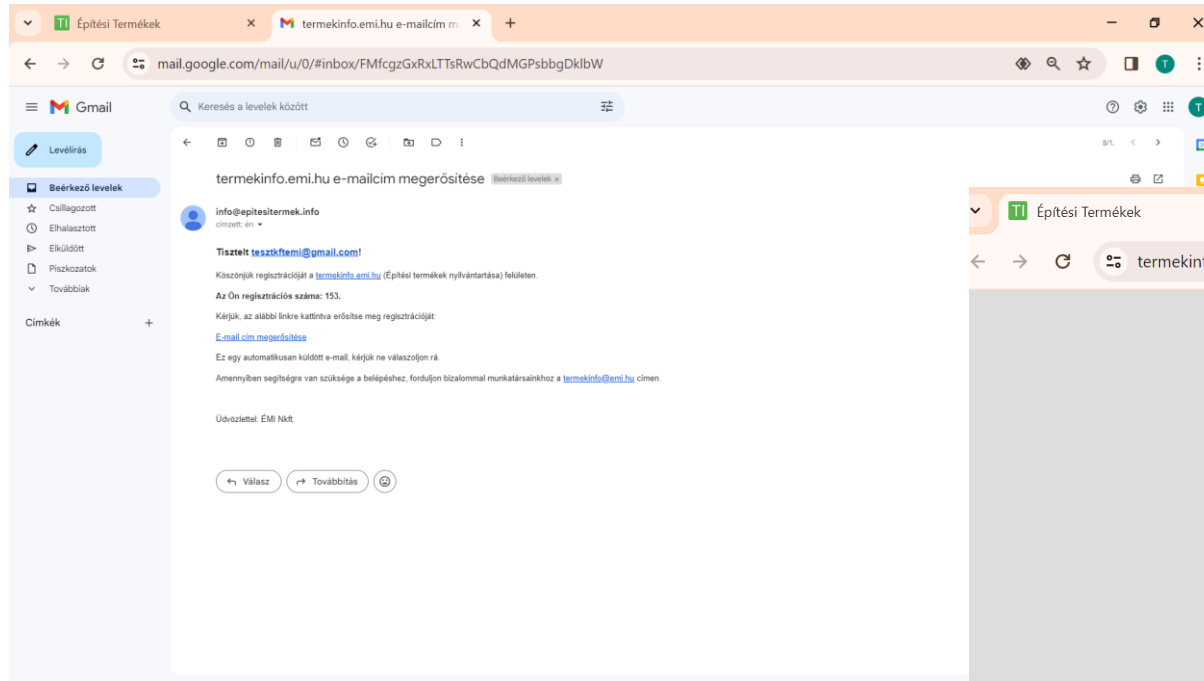 TI Építési Termékek
termekinfo.emi.hu e-mailcím m
mail.google.com/mail/u/0/#inbox/FMfcgzGxRxLTTsRwCbQdMGPsbbgDklbW
T
Gmail
Keresés a levelek között
T
Levélírás
8/1.
Beérkező levelek
Csillagozott
Elhalasztott
Elküldött
Piszkozatok
Továbbiak
Címkék
termekinfo.emi.hu e-mailcím megerősítése Beérkező levelek x
info@epitesitermek.info
címzett: én
Tisztelt tesztkftemi@gmail.com!
Köszönjük regisztrációját a termekinfo.emi.hu (Építési termékek nyilvántartása) felületen.
Az Ön regisztrációs száma: 153.
Kérjük, az alábbi linkre kattintva erősítse meg regisztrációját:
E-mail cím megerősítése
Ez egy automatikusan küldött e-mail, kérjük ne válaszoljon rá.
Amennyiben segítségre van szüksége a belépéshez, forduljon bizalommal munkatársainkhoz a termekinfo@emi.hu címen.
Üdvözlettel: ÉMI Nkft.
Válasz
Továbbítás
TI Építési Termékek
termekinf